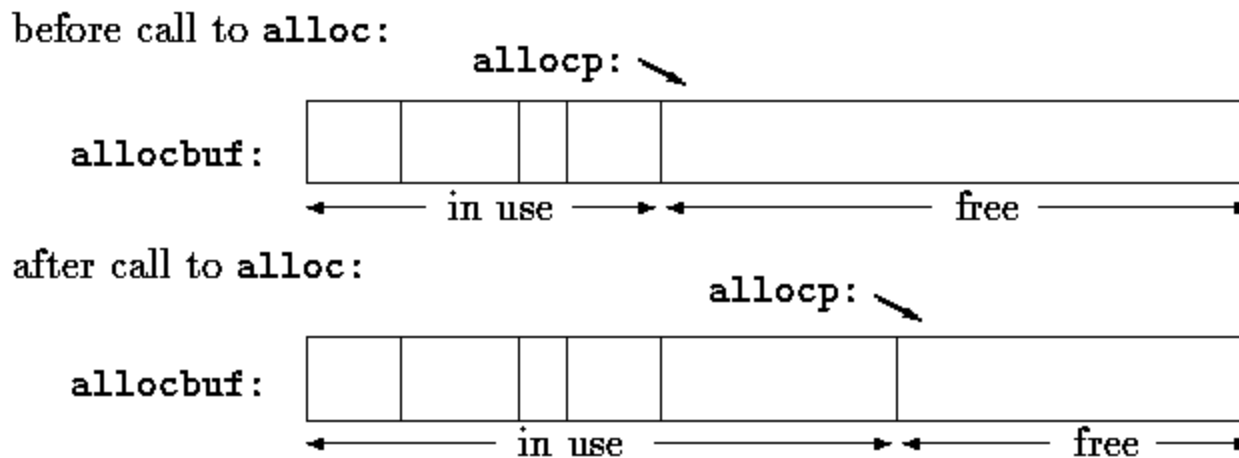 before call to alloc:
allocp:
allocbuf:
in use
free
after call to alloc:
allocp:
allocbuf:
in use
free